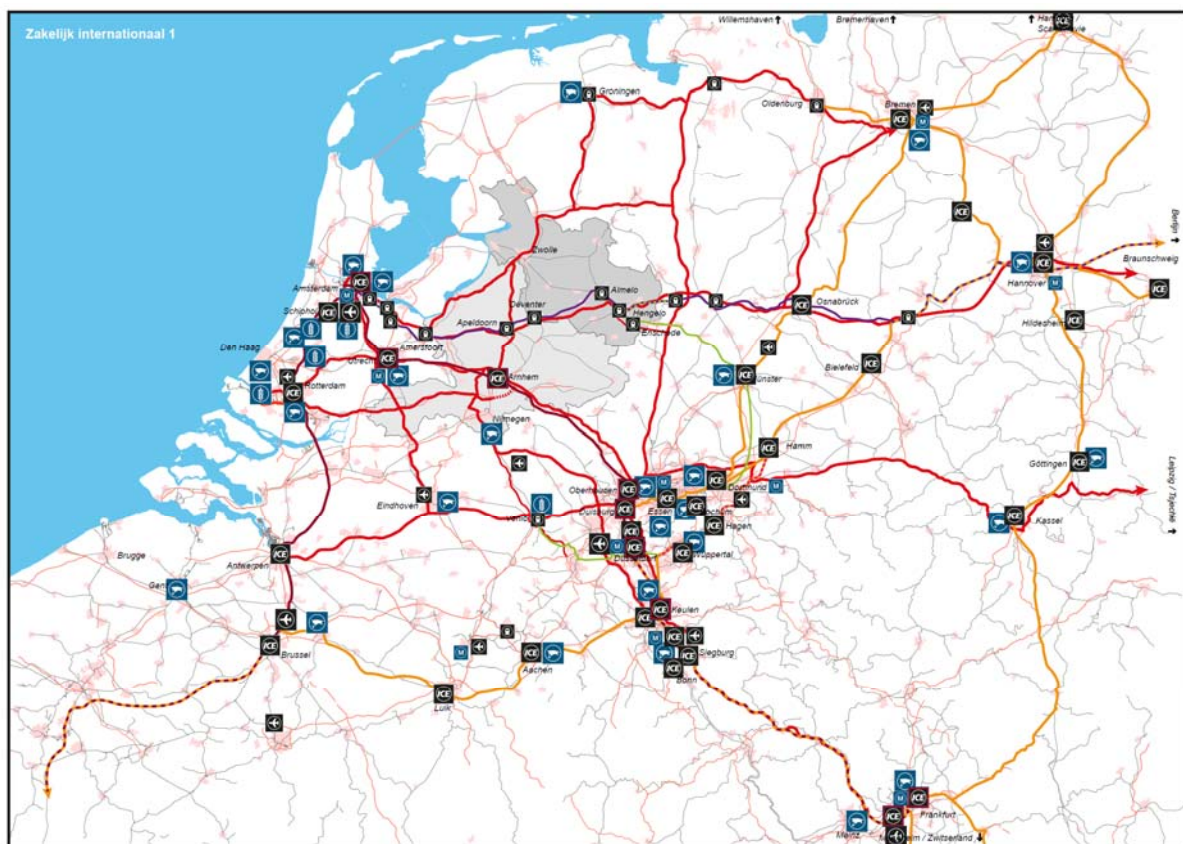 Zakelijk internationaal 1
Willemshaven
Bremerhaven
Groningen
Oldenburg
Bremen
ICE
Berlijn
Braunschweig
Zwolle
Amsterdam
Almelo
Hannover
Schiphol
Apeldoorn
Deventer
Hengelo
Osnabrück
Enschede
Hildesheim
Den Haag
Utrecht
Amersfoort
Rotterdam
Arnhem
Münster
Bielefeld
Nijmegen
Hamm
Göttingen
Leipzig / Tsjechië
Oberhausen
Dortmund
Eindhoven
Venlo
Duisburg
Essen
Bochum
Hagen
Kassel
Brugge
Antwerpen
Wuppertal
Gent
Keulen
Brussel
Aachen
Siegburg
Bonn
Luik
Frankfurt
Mainz
/ Zwitserland